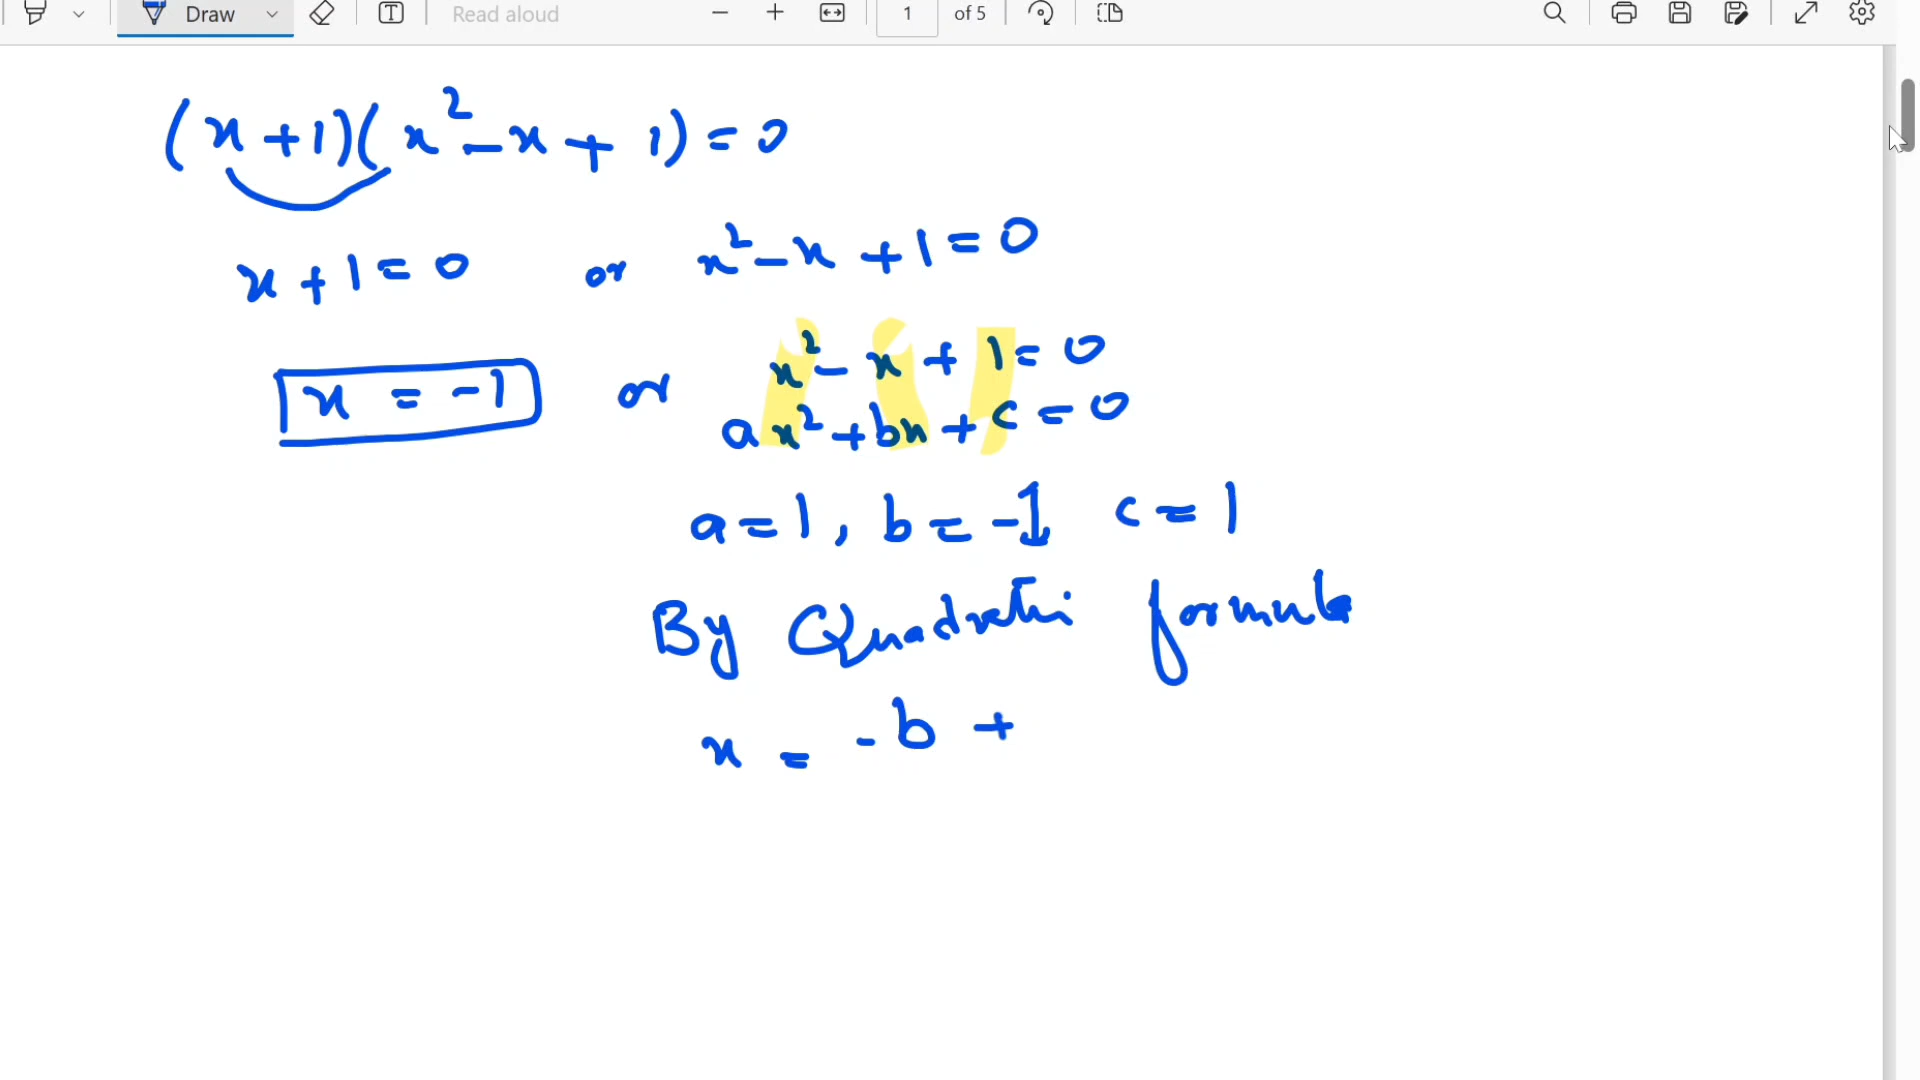 Draw Read aloud 1 of 5
(x+1)(x²-x+1)=0
x+1=0 or x²-x+1=0
x²-x+1=0
x=-1 or
ax²+bx+c=0
a=1, b=-1 c=1
By Quadratic formula
x = -b +